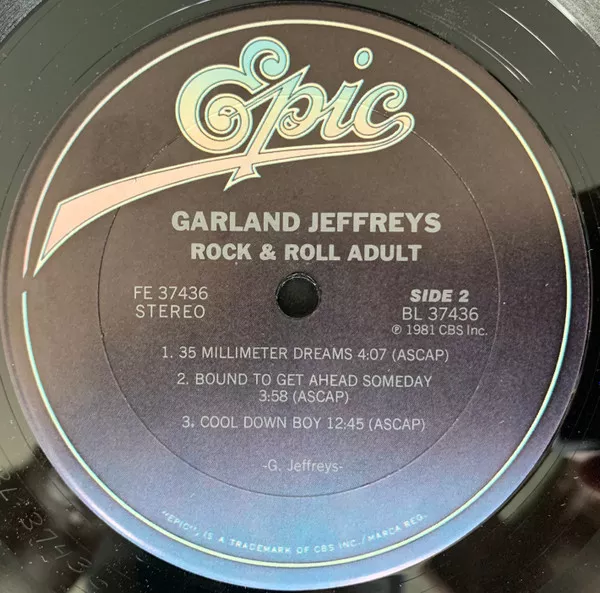 Epic
GARLAND JEFFREYS
ROCK & ROLL ADULT
FE 37436
STEREO
SIDE 2
BL 37436
℗ 1981 CBS Inc.
1. 35 MILLIMETER DREAMS 4:07 (ASCAP)
2. BOUND TO GET AHEAD SOMEDAY
3:58 (ASCAP)
3. COOL DOWN BOY 12:45 (ASCAP)
-G. Jeffreys-
"EPIC", IS A TRADEMARK OF CBS INC./MARCA REG.